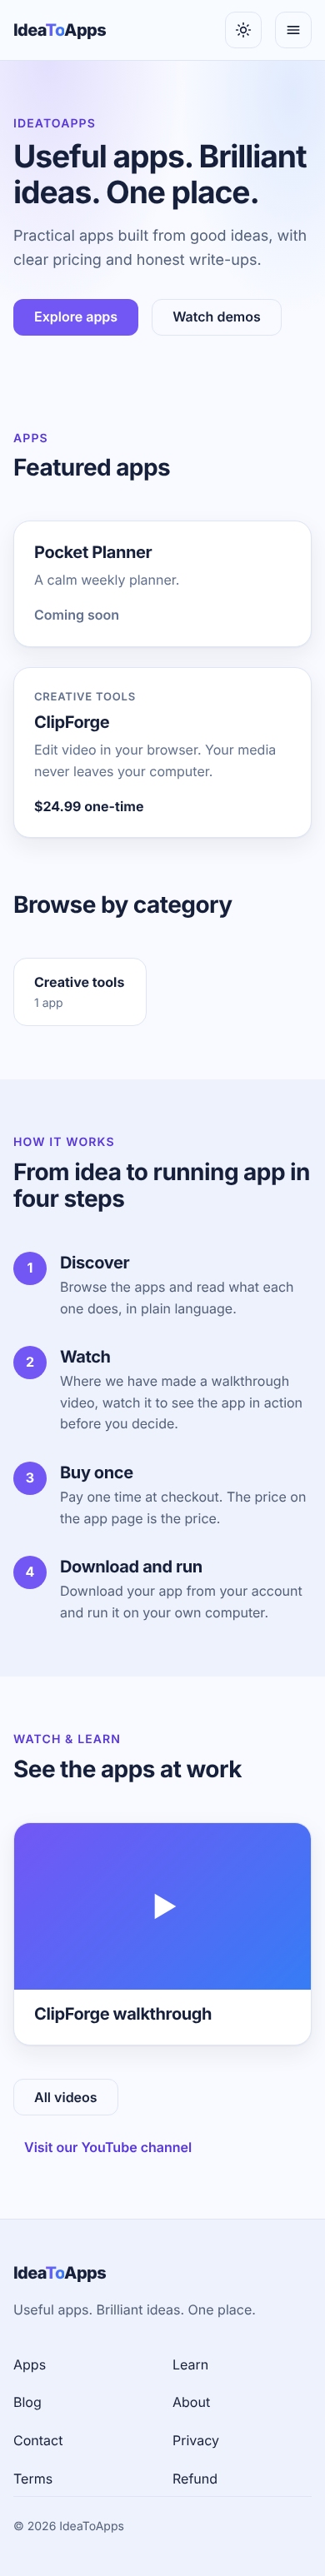 IdeaToApps
IDEATOAPPS
Useful apps. Brilliant
ideas. One place.
Practical apps built from good ideas, with
clear pricing and honest write-ups.
Explore apps
Watch demos
APPS
Featured apps
Pocket Planner
A calm weekly planner.
Coming soon
CREATIVE TOOLS
ClipForge
Edit video in your browser. Your media
never leaves your computer.
$24.99 one-time
Browse by category
Creative tools
1 app
HOW IT WORKS
From idea to running app in
four steps
1
Discover
Browse the apps and read what each
one does, in plain language.
2
Watch
Where we have made a walkthrough
video, watch it to see the app in action
before you decide.
3
Buy once
Pay one time at checkout. The price on
the app page is the price.
4
Download and run
Download your app from your account
and run it on your own computer.
WATCH & LEARN
See the apps at work
ClipForge walkthrough
All videos
Visit our YouTube channel
IdeaToApps
Useful apps. Brilliant ideas. One place.
Apps
Learn
Blog
About
Contact
Privacy
Terms
Refund
© 2026 IdeaToApps